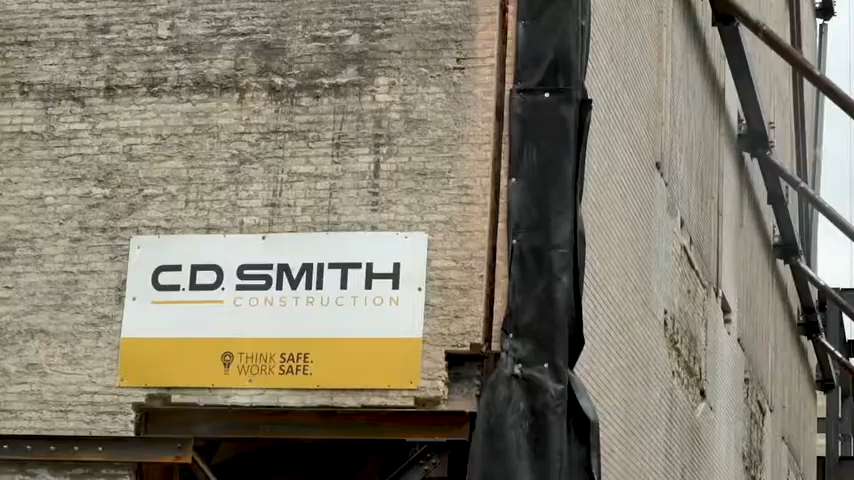 C.D. SMITH
CONSTRUCTION
THINK SAFE.
WORK SAFE.